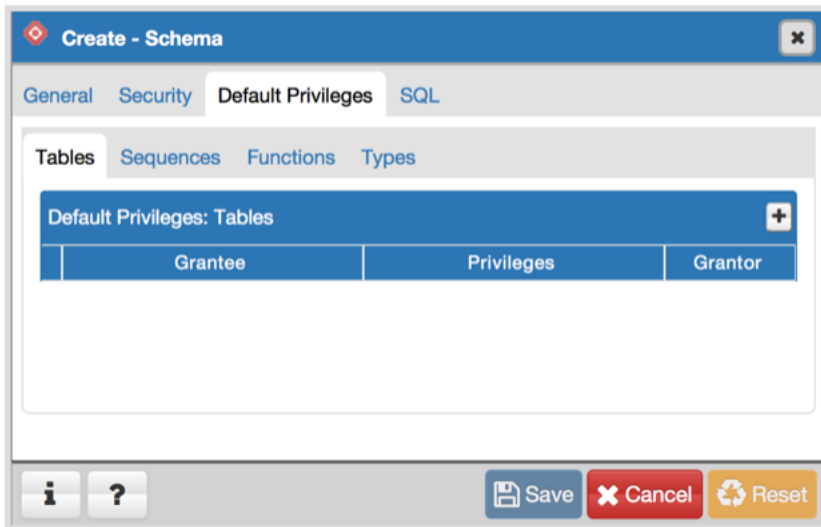 Create - Schema
General Security Default Privileges SQL
Tables Sequences Functions Types
Default Privileges: Tables
Grantee Privileges Grantor
i ? Save Cancel Reset